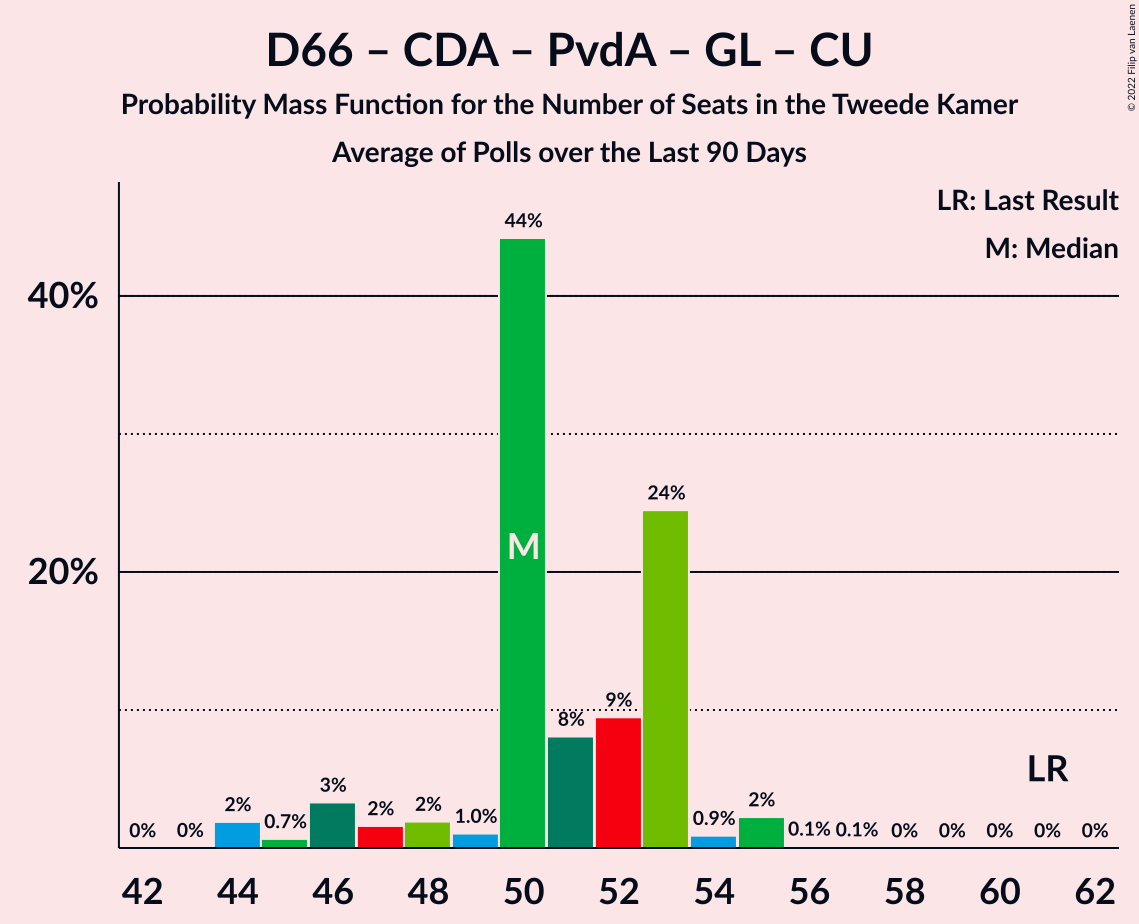 D66 – CDA – PvdA – GL – CU
Probability Mass Function for the Number of Seats in the Tweede Kamer
Average of Polls over the Last 90 Days
© 2022 Filip van Laenen
LR: Last Result
M: Median
40%
20%
0%
0%
2%
0.7%
3%
2%
2%
1.0%
44%
M
8%
9%
24%
0.9%
2%
0.1%
0.1%
0%
0%
0%
0%
0%
LR
42 44 46 48 50 52 54 56 58 60 62